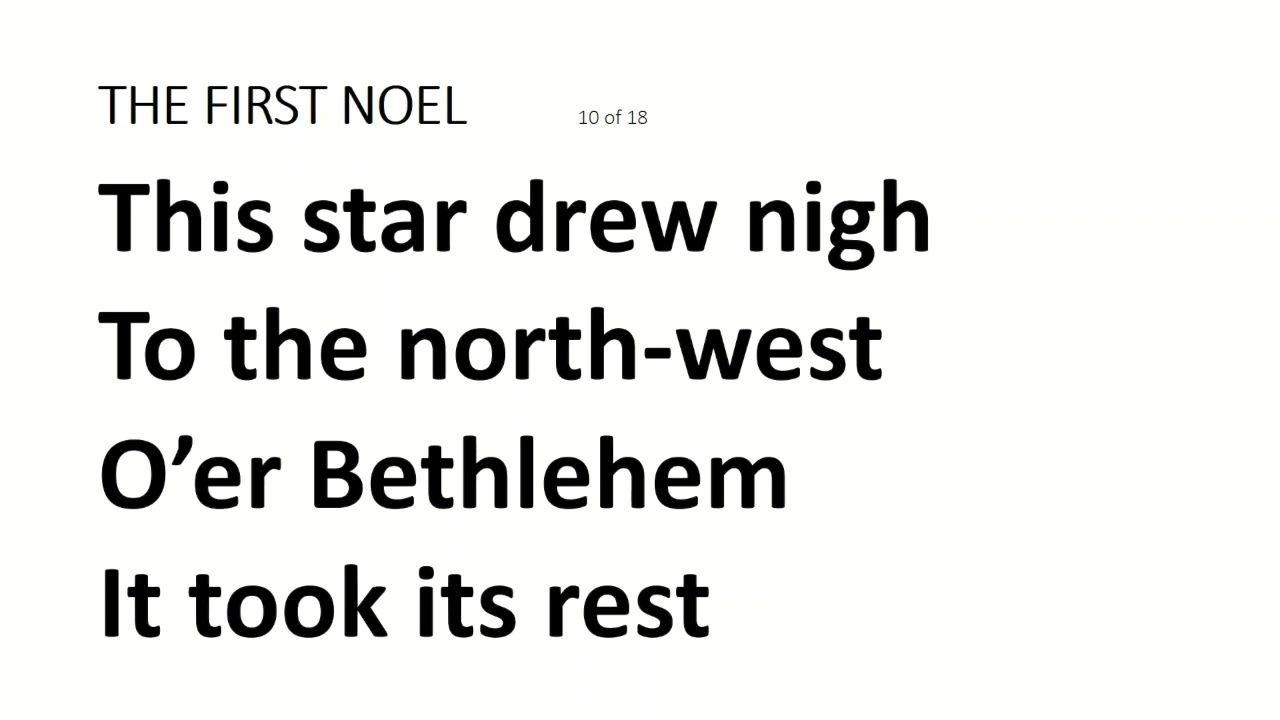 THE FIRST NOEL 10 of 18
This star drew nigh
To the north-west
O’er Bethlehem
It took its rest